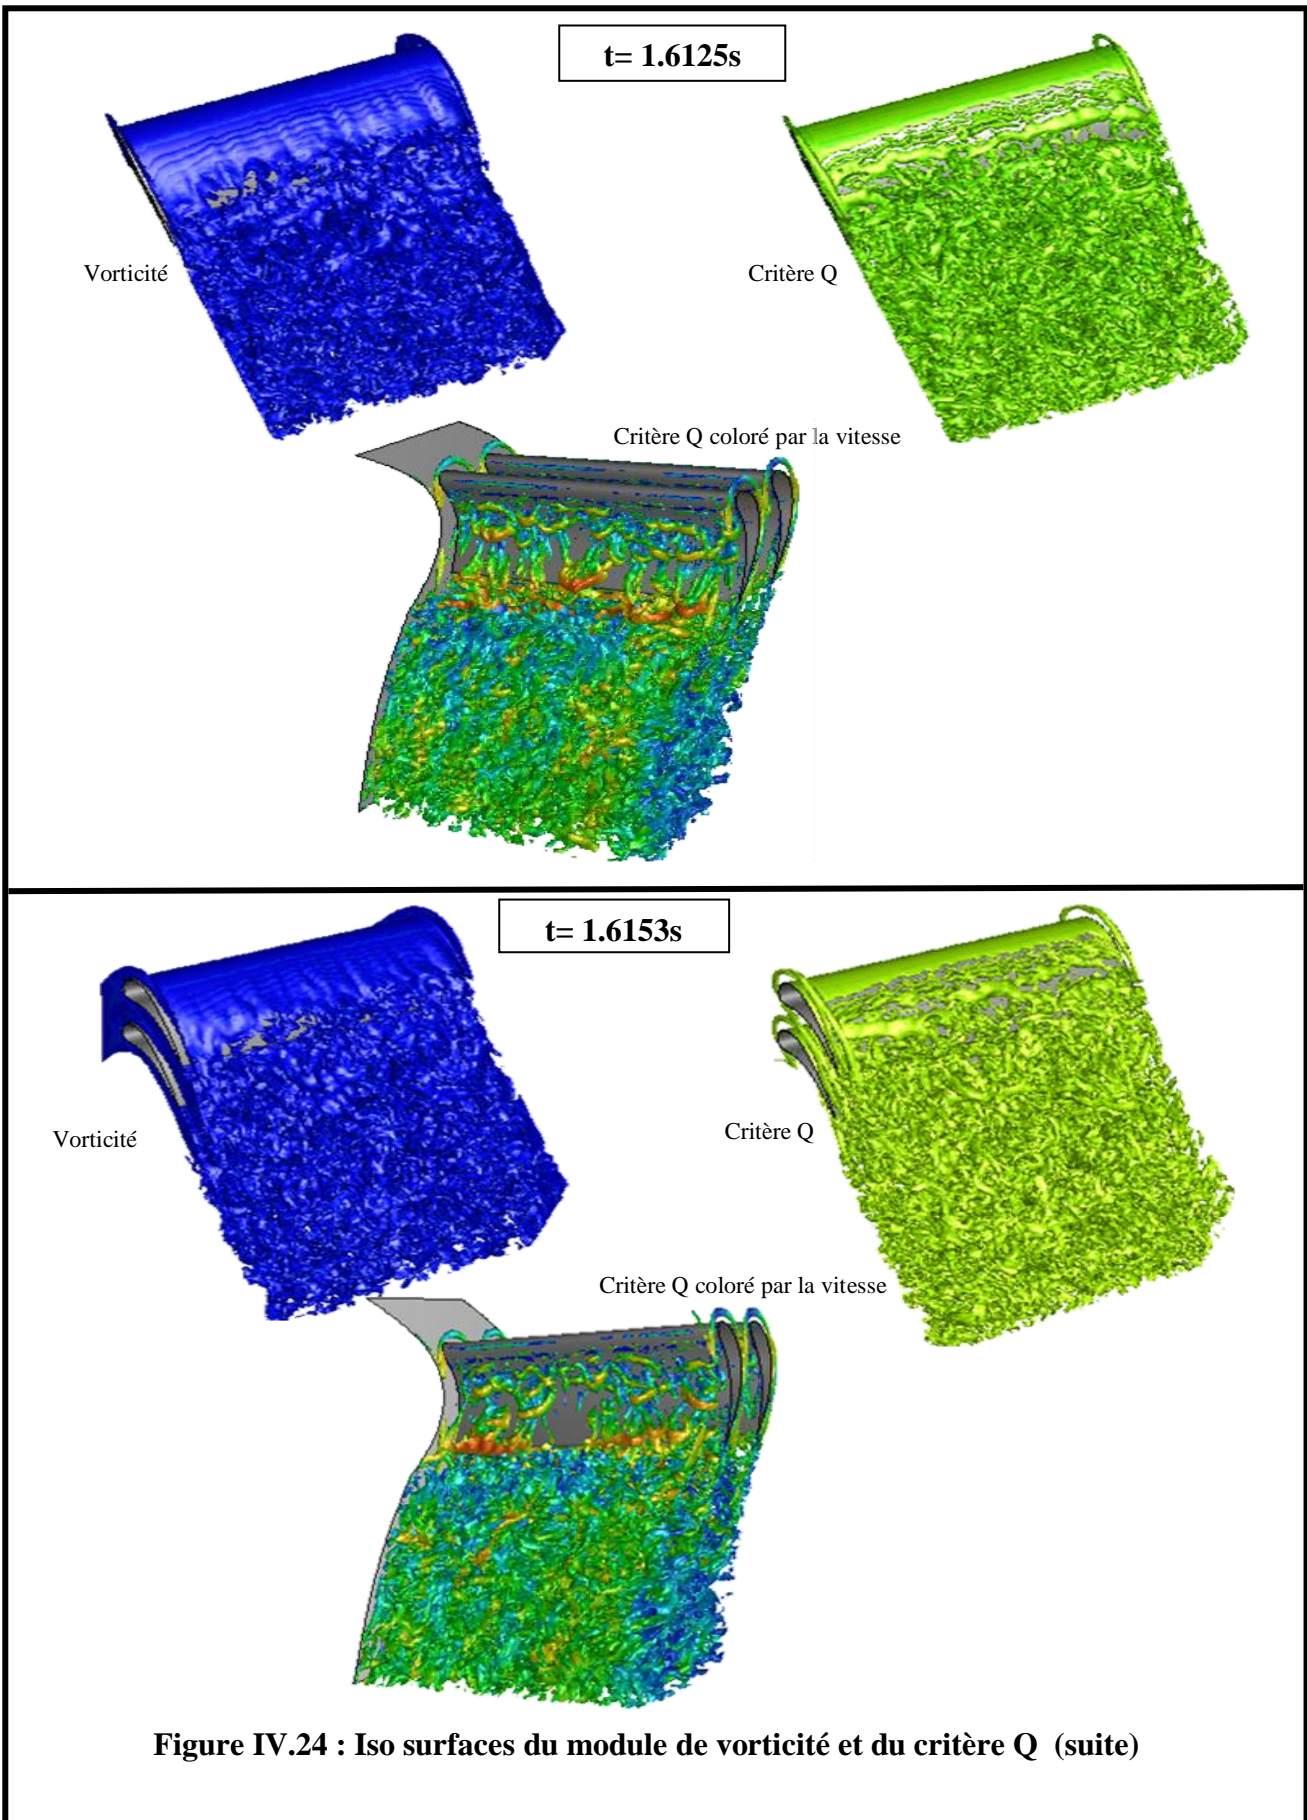 t= 1.6125s
Vorticité
Critère Q
Critère Q coloré par la vitesse
t= 1.6153s
Vorticité
Critère Q
Critère Q coloré par la vitesse
Figure IV.24 : Iso surfaces du module de vorticité et du critère Q (suite)